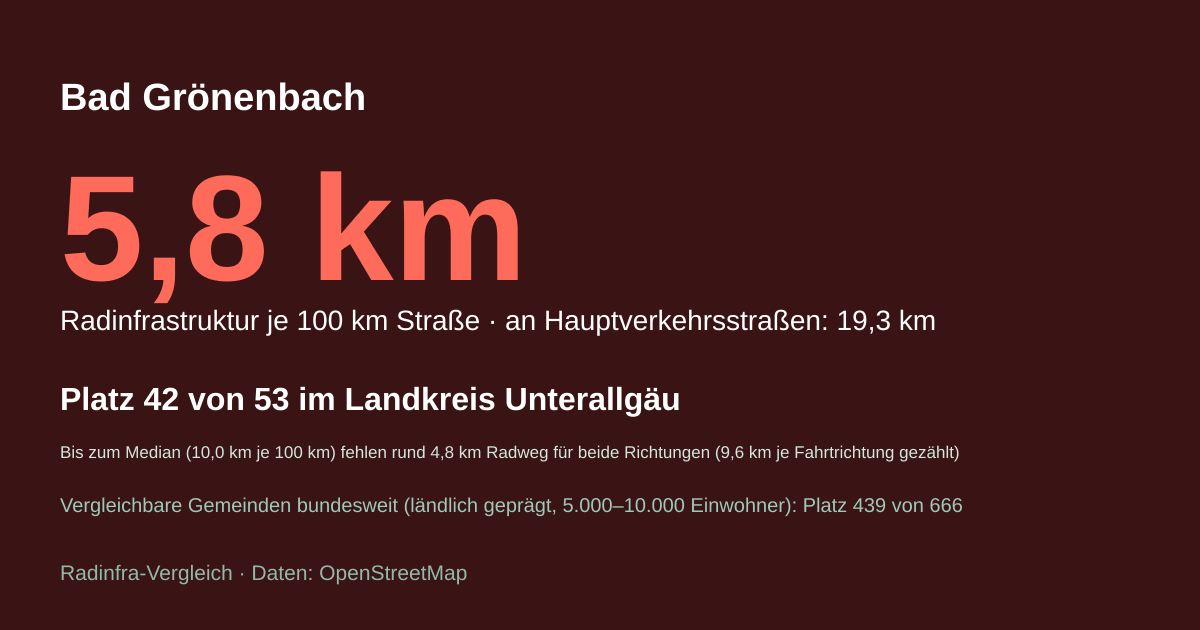 Bad Grönenbach
5,8 km
Radinfrastruktur je 100 km Straße · an Hauptverkehrsstraßen: 19,3 km
Platz 42 von 53 im Landkreis Unterallgäu
Bis zum Median (10,0 km je 100 km) fehlen rund 4,8 km Radweg für beide Richtungen (9,6 km je Fahrtrichtung gezählt)
Vergleichbare Gemeinden bundesweit (ländlich geprägt, 5.000–10.000 Einwohner): Platz 439 von 666
Radinfra-Vergleich · Daten: OpenStreetMap